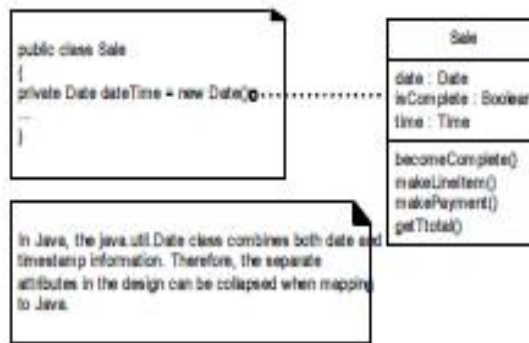 public class Sale
{
private Date dateTime = new Date();
...
}
Sale
date : Date
isComplete : Boolean
time : Time
becomeComplete()
makeLineItem()
makePayment()
getTtotal()
In Java, the java.util.Date class combines both date and
timestamp information. Therefore, the separate
attributes in the design can be collapsed when mapping
to Java.